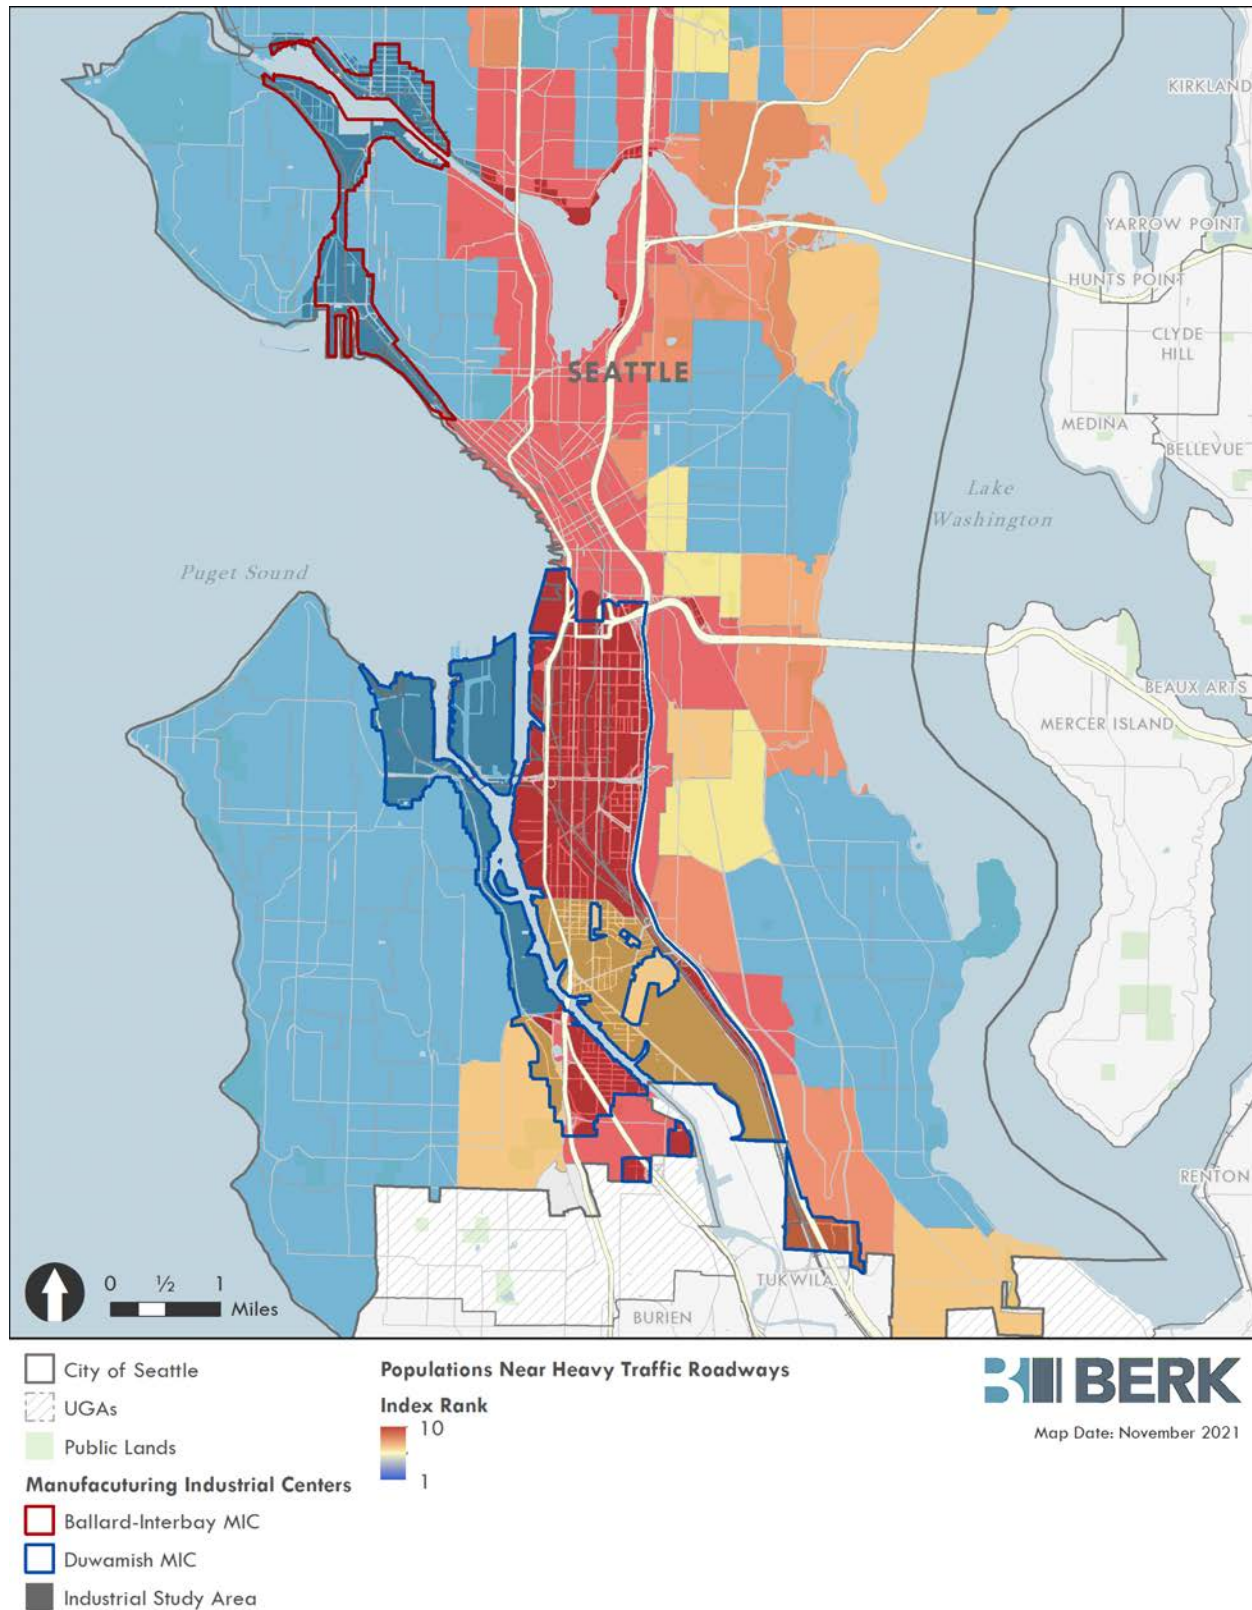 KIRKLAND
YARROW POINT
HUNTS POINT
CLYDE
HILL
SEATTLE
MEDINA
BELLEVUE
Lake
Washington
Puget Sound
BEAUX ARTS
MERCER ISLAND
RENTON
TUKWILA
BURIEN
0 ½ 1
Miles
City of Seattle
UGAs
Public Lands
Manufacuturing Industrial Centers
Ballard-Interbay MIC
Duwamish MIC
Industrial Study Area
Populations Near Heavy Traffic Roadways
Index Rank
10
1
BERK
Map Date: November 2021